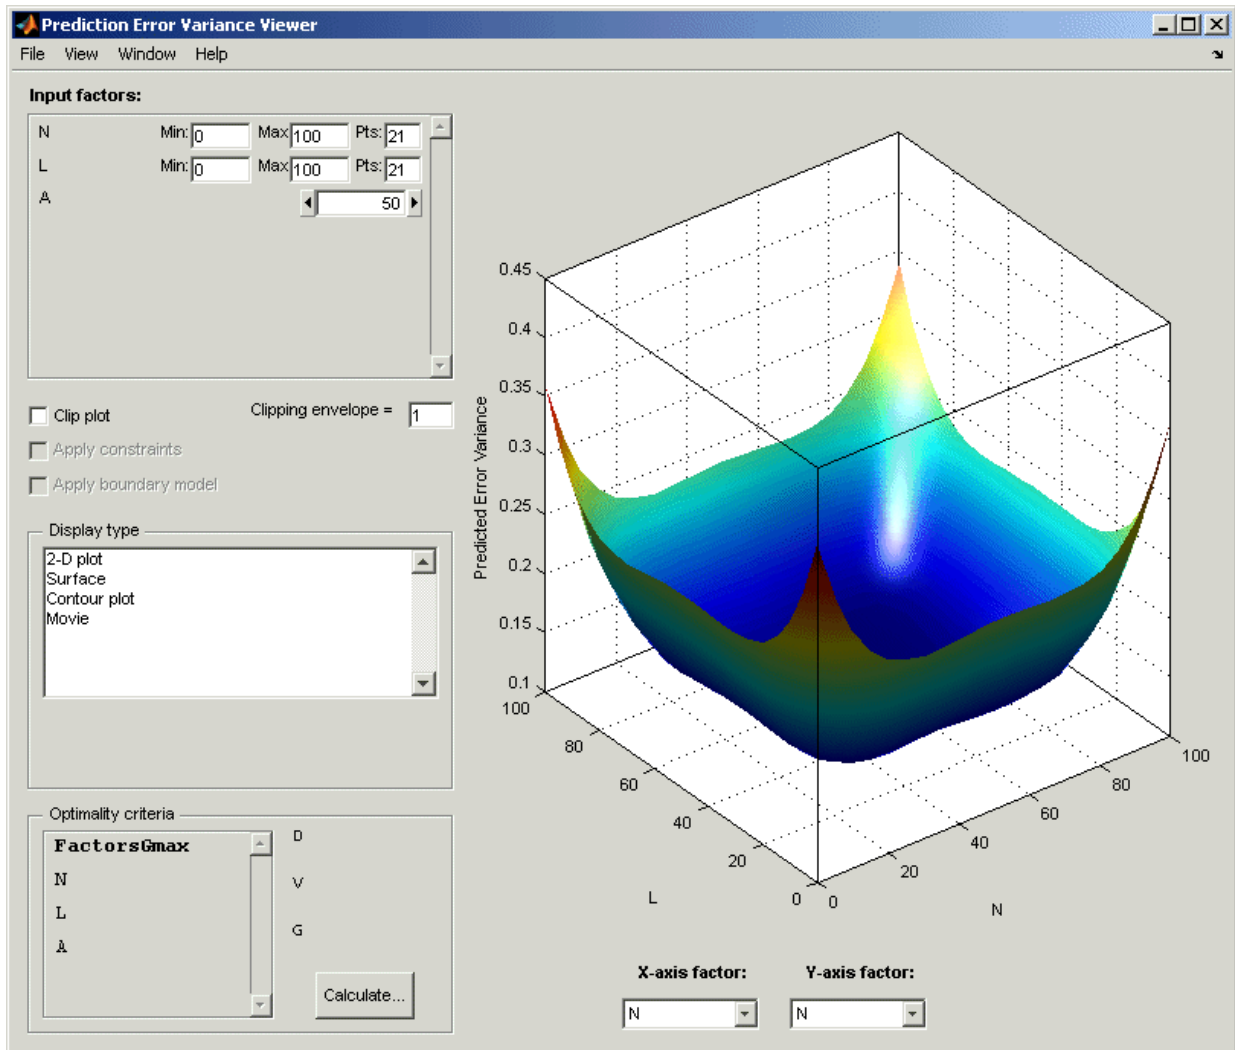 Prediction Error Variance Viewer
File View Window Help
Input factors:
N Min: 0 Max 100 Pts: 21
L Min: 0 Max 100 Pts: 21
A 50
Clip plot Clipping envelope = 1
Apply constraints
Apply boundary model
Display type
2-D plot
Surface
Contour plot
Movie
Optimality criteria
FactorsGmax
N
L
A
D
V
G
Calculate...
Predicted Error Variance
0.45
0.4
0.35
0.3
0.25
0.2
0.15
0.1
100
80
60
40
20
0
L
0
20
40
60
80
100
N
X-axis factor: Y-axis factor:
N N